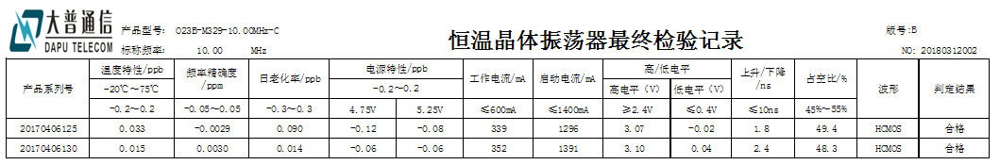 大普通信
DAPU TELECOM
产品型号: O23B-M329-10.00MHz-C
标称频率: 10.00 MHz
恒温晶体振荡器最终检验记录
版号:B
NO: 20180312002
产品系列号 温度特性/ppb 频率精确度/ppm 日老化率/ppb 电源特性/ppb 工作电流/mA 启动电流/mA 高/低电平 上升/下降/ns 占空比/% 波形 判定结果
-20℃~75℃ -0.2~0.2 高电平（V） 低电平（V）
-0.2~0.2 -0.05~0.05 -0.3~0.3 4.75V 5.25V ≤600mA ≤1400mA ≥2.4V ≤0.4V ≤10ns 45%~55%
20170406125 0.033 -0.0029 0.090 -0.12 -0.08 339 1296 3.07 -0.02 1.8 49.4 HCMOS 合格
20170406130 0.015 0.0030 0.014 -0.06 -0.06 352 1391 3.10 0.04 2.4 48.3 HCMOS 合格